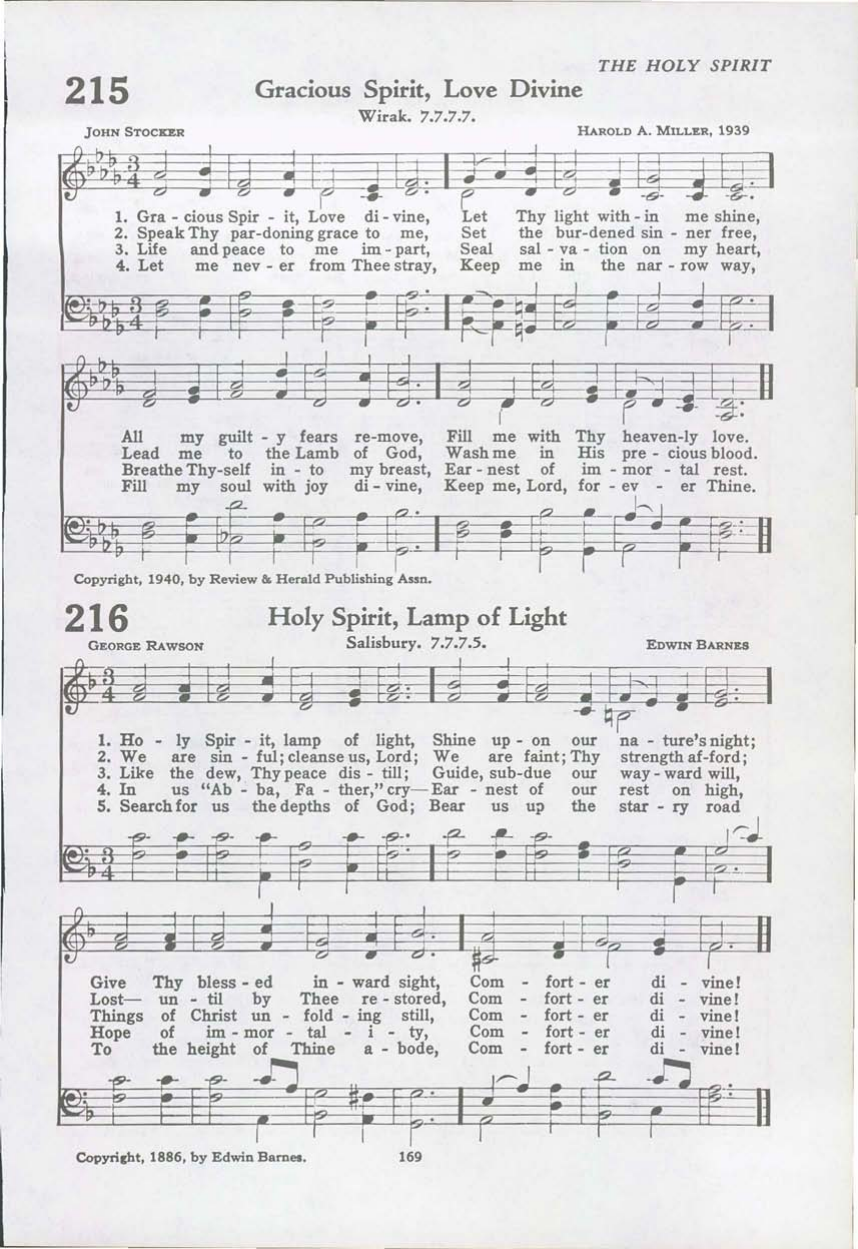 THE HOLY SPIRIT
215 Gracious Spirit, Love Divine
Wirak. 7.7.7.7.
JOHN STOCKER HAROLD A. MILLER, 1939
1. Gra - cious Spir - it, Love di - vine, Let Thy light with - in me shine,
2. Speak Thy par-doning grace to me, Set the bur-dened sin - ner free,
3. Life and peace to me im - part, Seal sal - va - tion on my heart,
4. Let me nev - er from Thee stray, Keep me in the nar - row way,
All my guilt - y fears re-move, Fill me with Thy heaven-ly love.
Lead me to the Lamb of God, Wash me in His pre - cious blood.
Breathe Thy-self in - to my breast, Ear - nest of im - mor - tal rest.
Fill my soul with joy di - vine, Keep me, Lord, for - ev - er Thine.
Copyright, 1940, by Review & Herald Publishing Assn.
216 Holy Spirit, Lamp of Light
GEORGE RAWSON Salisbury. 7.7.7.5. EDWIN BARNES
1. Ho - ly Spir - it, lamp of light, Shine up - on our na - ture's night;
2. We are sin - ful; cleanse us, Lord; We are faint; Thy strength af-ford;
3. Like the dew, Thy peace dis - till; Guide, sub-due our way - ward will,
4. In us "Ab - ba, Fa - ther," cry—Ear - nest of our rest on high,
5. Search for us the depths of God; Bear us up the star - ry road
Give Thy bless - ed in - ward sight, Com - fort - er di - vine!
Lost— un - til by Thee re - stored, Com - fort - er di - vine!
Things of Christ un - fold - ing still, Com - fort - er di - vine!
Hope of im - mor - tal - i - ty, Com - fort - er di - vine!
To the height of Thine a - bode, Com - fort - er di - vine!
Copyright, 1886, by Edwin Barnes. 169